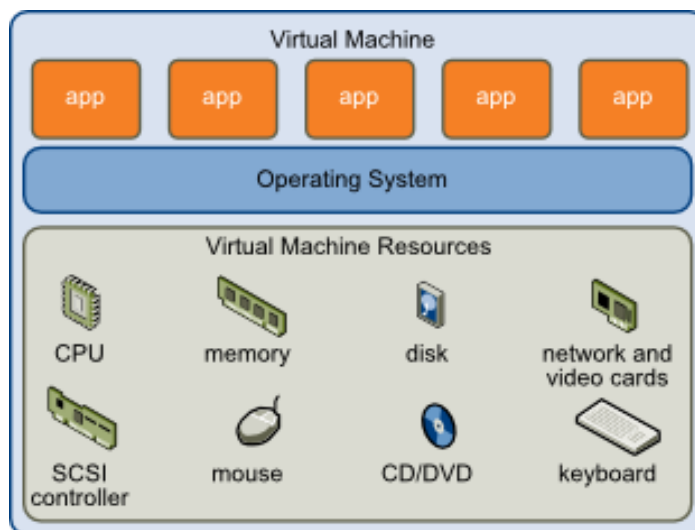 Virtual Machine
app app app app app
Operating System
Virtual Machine Resources
CPU memory disk network and
video cards
SCSI mouse CD/DVD keyboard
controller